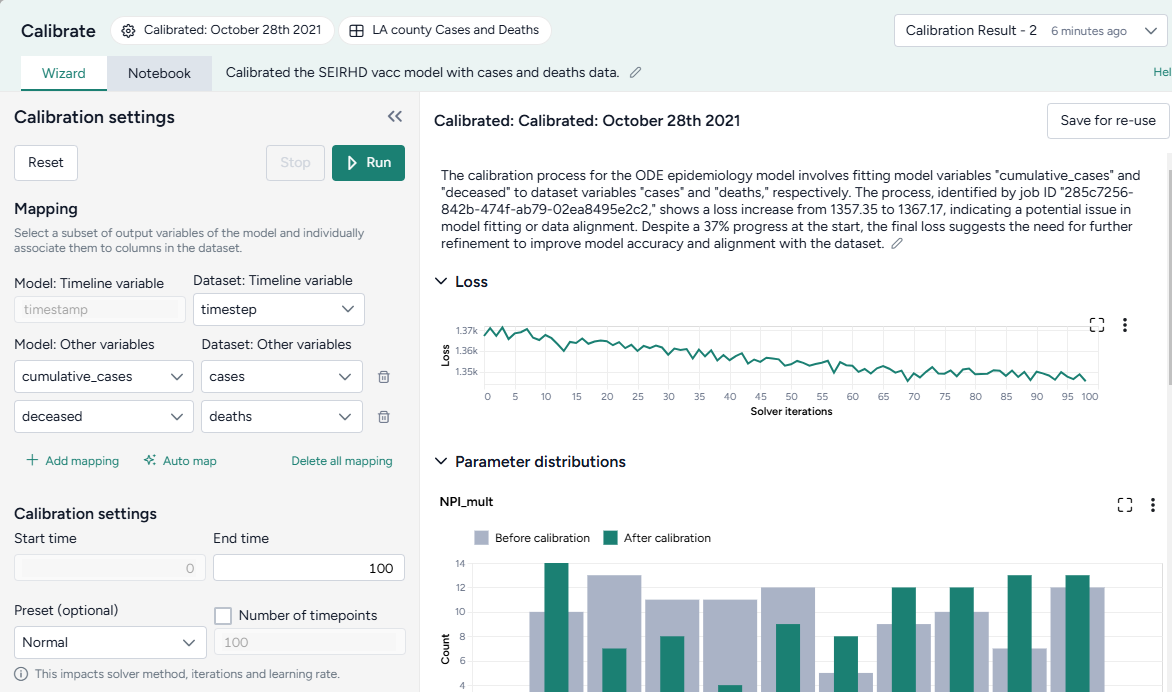 Calibrate
Calibrated: October 28th 2021
LA county Cases and Deaths
Calibration Result - 2 6 minutes ago
Wizard
Notebook
Calibrated the SEIRHD vacc model with cases and deaths data.
Hel
Calibration settings
Reset
Stop
Run
Mapping
Select a subset of output variables of the model and individually
associate them to columns in the dataset.
Model: Timeline variable
Dataset: Timeline variable
timestamp
timestep
Model: Other variables
Dataset: Other variables
cumulative_cases
cases
deceased
deaths
Add mapping
Auto map
Delete all mapping
Calibration settings
Start time
End time
0
100
Preset (optional)
Number of timepoints
Normal
100
This impacts solver method, iterations and learning rate.
Calibrated: Calibrated: October 28th 2021
Save for re-use
The calibration process for the ODE epidemiology model involves fitting model variables "cumulative_cases" and
"deceased" to dataset variables "cases" and "deaths," respectively. The process, identified by job ID "285c7256-
842b-474f-ab79-02ea8495e2c2," shows a loss increase from 1357.35 to 1367.17, indicating a potential issue in
model fitting or data alignment. Despite a 37% progress at the start, the final loss suggests the need for further
refinement to improve model accuracy and alignment with the dataset.
Loss
1.37k
1.36k
1.35k
Loss
0 5 10 15 20 25 30 35 40 45 50 55 60 65 70 75 80 85 90 95 100
Solver iterations
Parameter distributions
NPI_mult
Before calibration
After calibration
14
12
10
8
6
4
Count